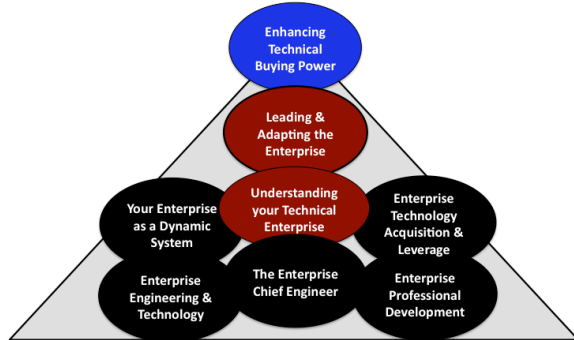 Enhancing
Technical
Buying Power
Leading &
Adapting the
Enterprise
Understanding
your Technical
Enterprise
Your Enterprise
as a Dynamic
System
Enterprise
Technology
Acquisition &
Leverage
Enterprise
Engineering &
Technology
The Enterprise
Chief Engineer
Enterprise
Professional
Development